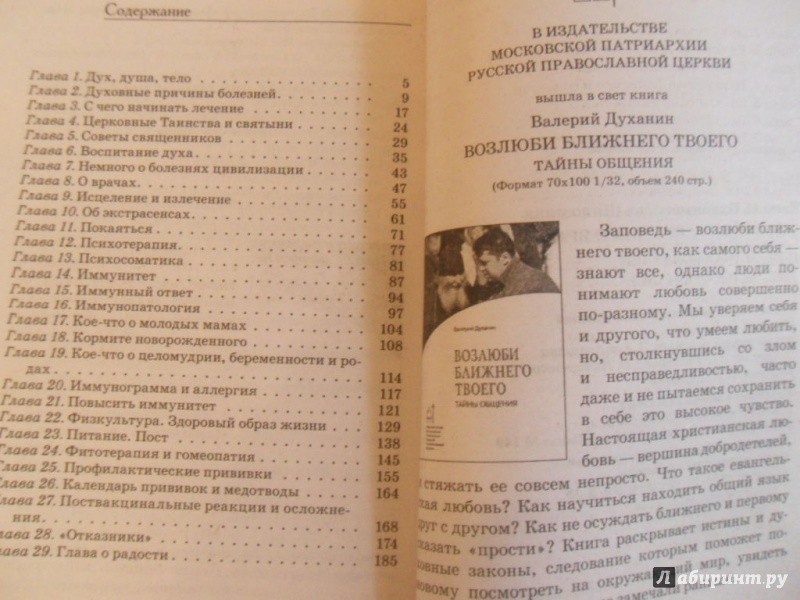 Содержание
Глава 1. Дух, душа, тело . . . 5
Глава 2. Духовные причины болезней . . . 9
Глава 3. С чего начинать лечение . . . 17
Глава 4. Церковные Таинства и святыни . . . 24
Глава 5. Советы священников . . . 29
Глава 6. Воспитание духа . . . 35
Глава 7. Немного о болезнях цивилизации . . . 43
Глава 8. О врачах . . . 47
Глава 9. Исцеление и излечение . . . 55
Глава 10. Об экстрасенсах . . . 61
Глава 11. Покаяться . . . 71
Глава 12. Психотерапия . . . 77
Глава 13. Психосоматика . . . 81
Глава 14. Иммунитет . . . 87
Глава 15. Иммунный ответ . . . 94
Глава 16. Иммунопатология . . . 97
Глава 17. Кое-что о молодых мамах . . . 104
Глава 18. Кормите новорожденного . . . 108
Глава 19. Кое-что о целомудрии, беременности и ро-
дах . . . 114
Глава 20. Иммунограмма и аллергия . . . 117
Глава 21. Повысить иммунитет . . . 121
Глава 22. Физкультура. Здоровый образ жизни . . . 129
Глава 23. Питание. Пост . . . 138
Глава 24. Фитотерапия и гомеопатия . . . 145
Глава 25. Профилактические прививки . . . 155
Глава 26. Календарь прививок и медотводы . . . 164
Глава 27. Поствакцинальные реакции и осложне-
ния . . . 168
Глава 28. «Отказники» . . . 174
Глава 29. Глава о радости . . . 185
В ИЗДАТЕЛЬСТВЕ
МОСКОВСКОЙ ПАТРИАРХИИ
РУССКОЙ ПРАВОСЛАВНОЙ ЦЕРКВИ
вышла в свет книга
Валерий Духанин
ВОЗЛЮБИ БЛИЖНЕГО ТВОЕГО
ТАЙНЫ ОБЩЕНИЯ
(Формат 70х100 1/32, объем 240 стр.)
Валерий Духанин
ВОЗЛЮБИ
БЛИЖНЕГО
ТВОЕГО
ТАЙНЫ ОБЩЕНИЯ
Заповедь — возлюби ближ-
него твоего, как самого себя —
знают все, однако люди по-
нимают любовь совершенно
по-разному. Мы уверяем себя
и другого, что умеем любить,
но, столкнувшись со злом
и несправедливостью, часто
даже и не пытаемся сохранить
в себе это высокое чувство.
Настоящая христианская лю-
бовь — вершина добродетелей,
и стяжать ее совсем непросто. Что такое евангель-
ская любовь? Как научиться находить общий язык
друг с другом? Как не осуждать ближнего и первому
сказать «прости»? Книга раскрывает истины и ду-
ховные законы, следование которым поможет по-
новому посмотреть на окружающий мир, увидеть
замечали
Лабиринт.ру